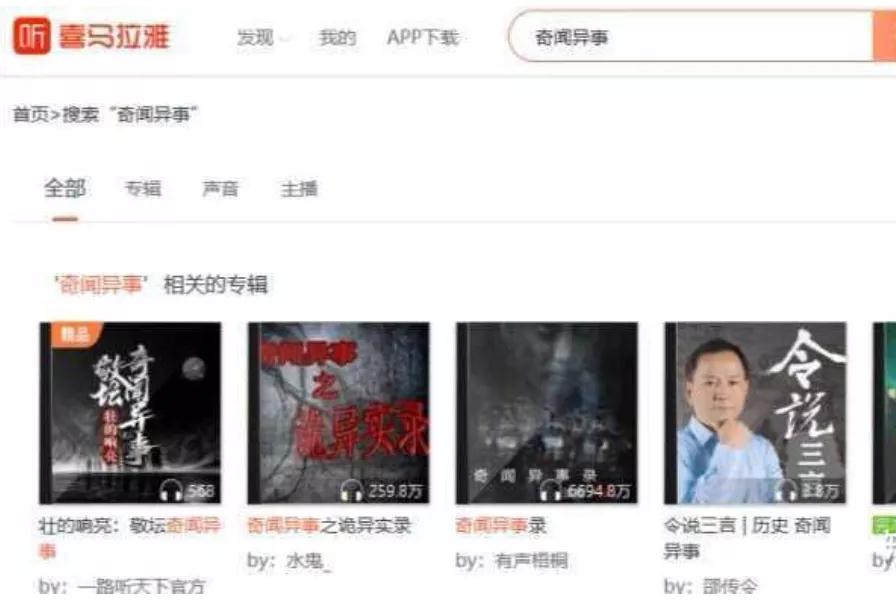 听 喜马拉雅 发现 我的 APP下载 奇闻异事
首页>搜索 "奇闻异事"
全部 专辑 声音 主播
'奇闻异事' 相关的专辑
精品
敬坛
奇闻异事
壮的响亮
568
奇闻异事
之
诡异实录
259.8万
奇闻异事录
6694.8万
令说三言
3.8万
壮的响亮：敬坛奇闻异
事
by：一路听天下官方
奇闻异事之诡异实录
by：水鬼_
奇闻异事录
by：有声梧桐
令说三言 | 历史 奇闻
异事
by：邵传令
by